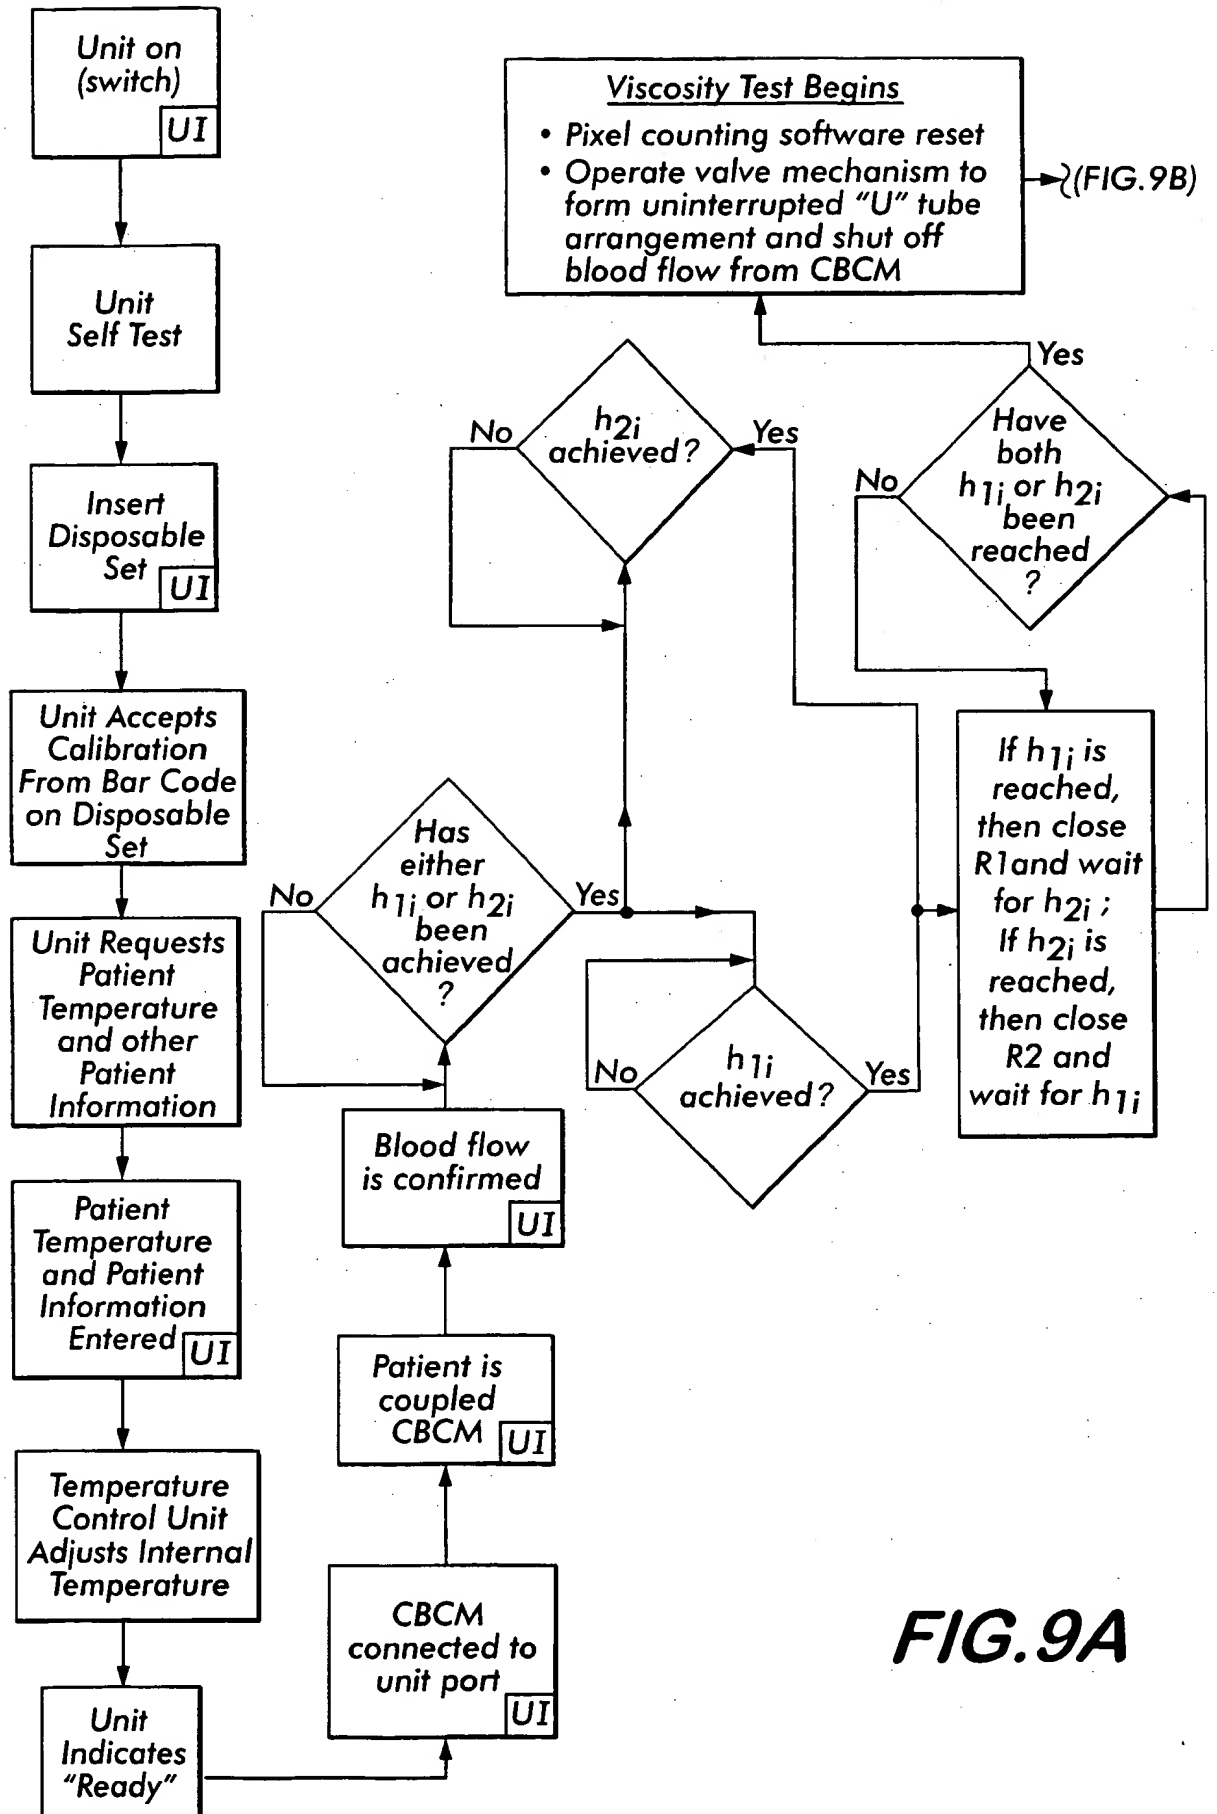 Unit on
(switch)
UI
Unit
Self Test
Insert
Disposable
Set
UI
Unit Accepts
Calibration
From Bar Code
on Disposable
Set
Unit Requests
Patient
Temperature
and other
Patient
Information
Patient
Temperature
and Patient
Information
Entered
UI
Temperature
Control Unit
Adjusts Internal
Temperature
Unit
Indicates
"Ready"
CBCM
connected to
unit port
UI
Patient is
coupled
CBCM
UI
Blood flow
is confirmed
UI
Has
either
h1i or h2i
been
achieved
?
No
Yes
h2i
achieved?
No
Yes
h1i
achieved?
No
Yes
If h1i is
reached,
then close
R1and wait
for h2i ;
If h2i is
reached,
then close
R2 and
wait for h1i
Have
both
h1i or h2i
been
reached
?
No
Yes
Viscosity Test Begins
• Pixel counting software reset
• Operate valve mechanism to
form uninterrupted "U" tube
arrangement and shut off
blood flow from CBCM
(FIG.9B)
FIG.9A